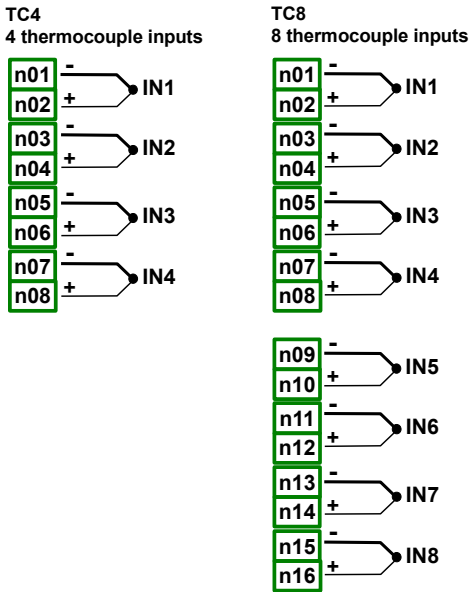 TC4
4 thermocouple inputs
n01 -
IN1
n02 +
n03 -
IN2
n04 +
n05 -
IN3
n06 +
n07 -
IN4
n08 +
TC8
8 thermocouple inputs
n01 -
IN1
n02 +
n03 -
IN2
n04 +
n05 -
IN3
n06 +
n07 -
IN4
n08 +
n09 -
IN5
n10 +
n11 -
IN6
n12 +
n13 -
IN7
n14 +
n15 -
IN8
n16 +